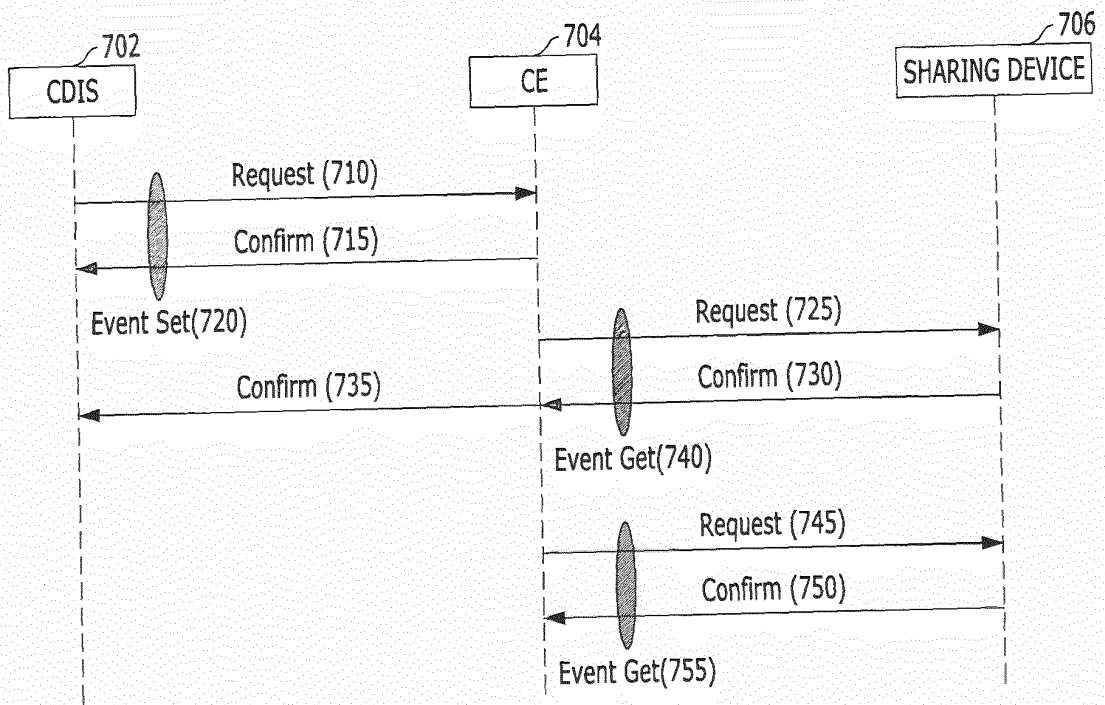 702
704
706
CDIS
CE
SHARING DEVICE
Request (710)
Confirm (715)
Event Set(720)
Request (725)
Confirm (730)
Confirm (735)
Event Get(740)
Request (745)
Confirm (750)
Event Get(755)